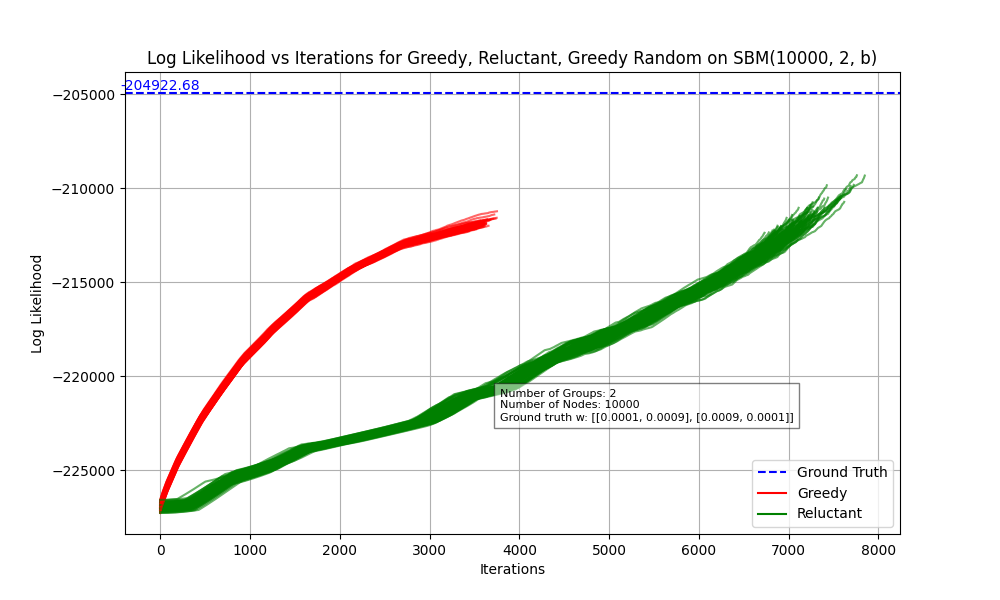 Log Likelihood vs Iterations for Greedy, Reluctant, Greedy Random on SBM(10000, 2, b)
-204922.68
−205000
−210000
−215000
−220000
−225000
Log Likelihood
Number of Groups: 2
Number of Nodes: 10000
Ground truth w: [[0.0001, 0.0009], [0.0009, 0.0001]]
Ground Truth
Greedy
Reluctant
0 1000 2000 3000 4000 5000 6000 7000 8000
Iterations